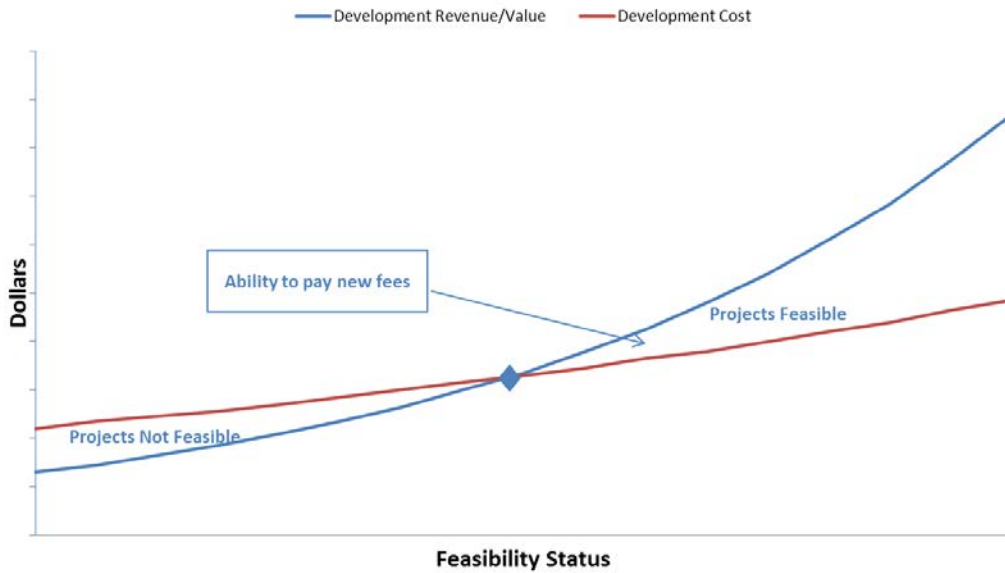 Development Revenue/Value
Development Cost
Ability to pay new fees
Projects Feasible
Projects Not Feasible
Dollars
Feasibility Status